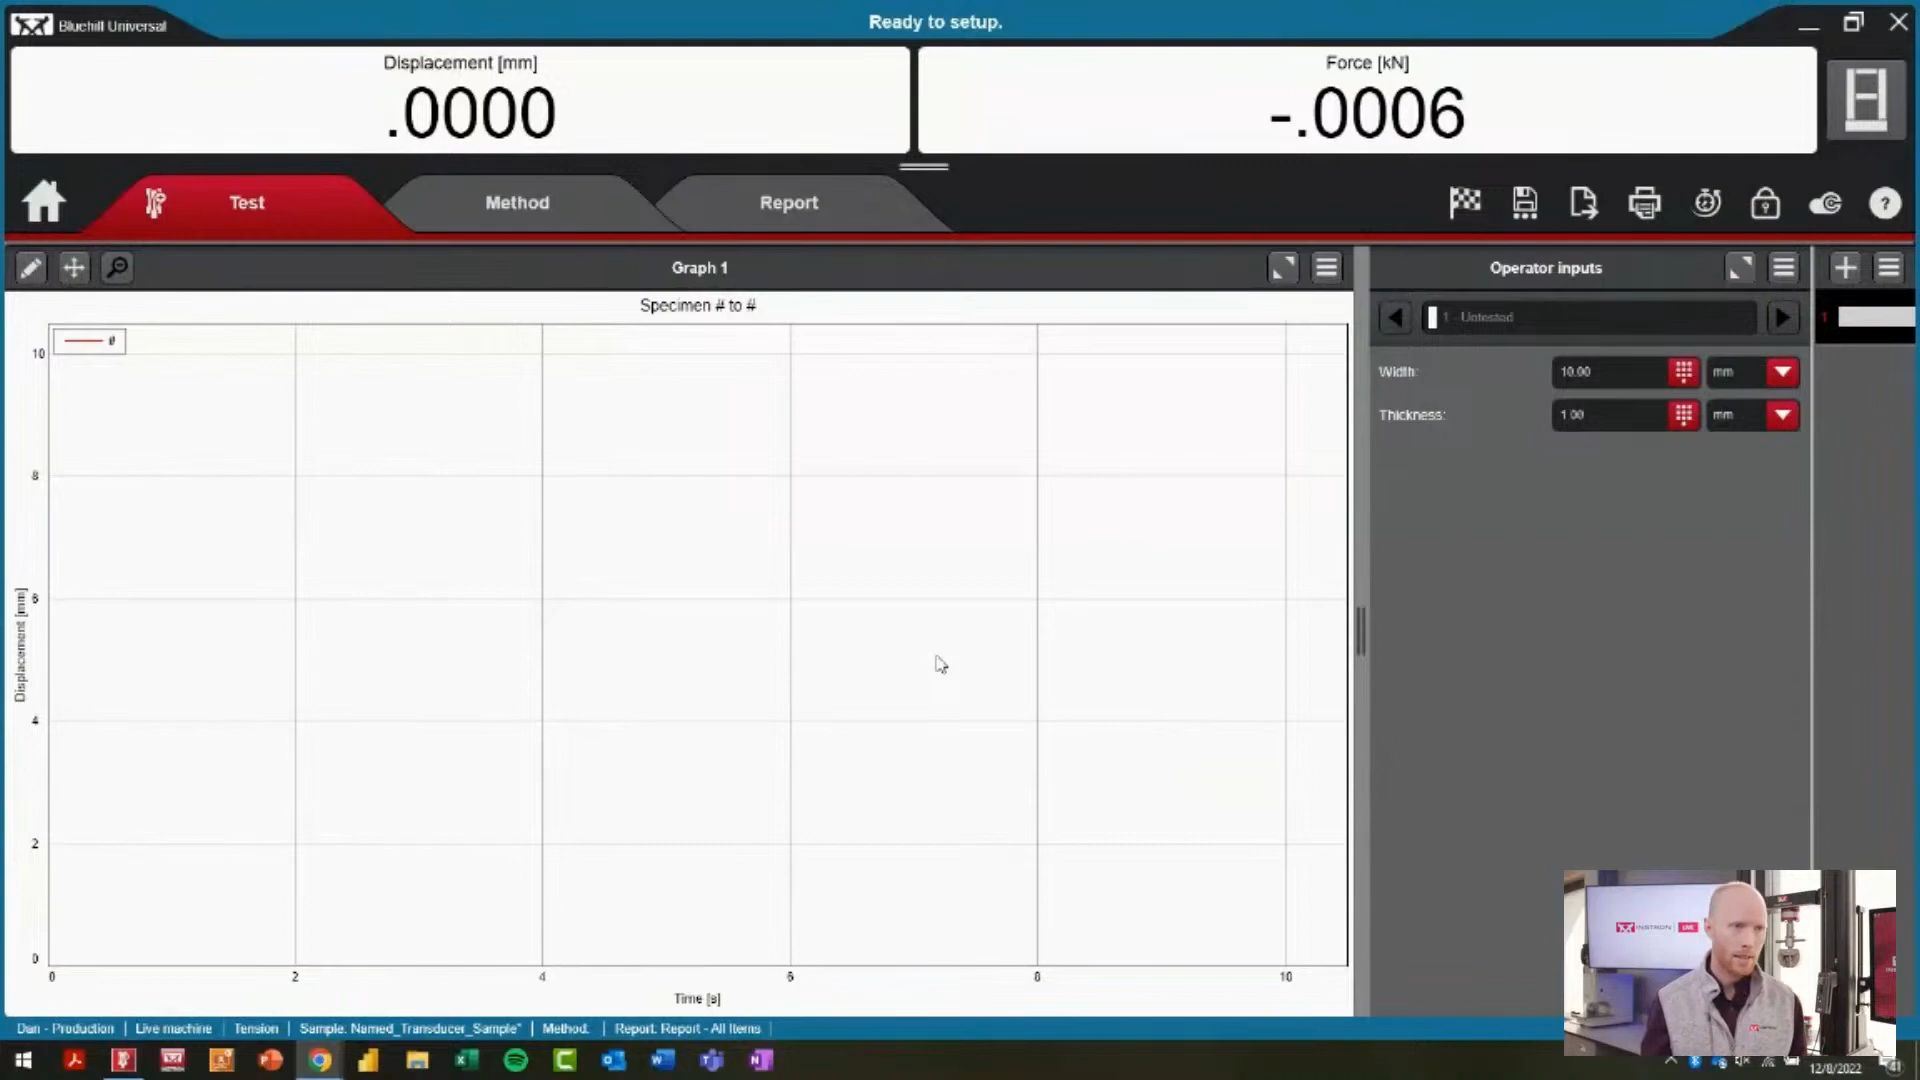 Bluehill Universal
Ready to setup.
Displacement [mm]
.0000
Force [kN]
-.0006
Test
Method
Report
?
Graph 1
Operator inputs
Specimen # to #
#
1 - Untested
1
Width:
10.00
mm
Thickness:
1.00
mm
10
8
6
4
2
0
Displacement [mm]
0
2
4
6
8
10
Time [s]
INSTRON LIVE
Dan - Production | Live machine | Tension | Sample: Named_Transducer_Sample* | Method: | Report: Report - All Items
12/8/2022